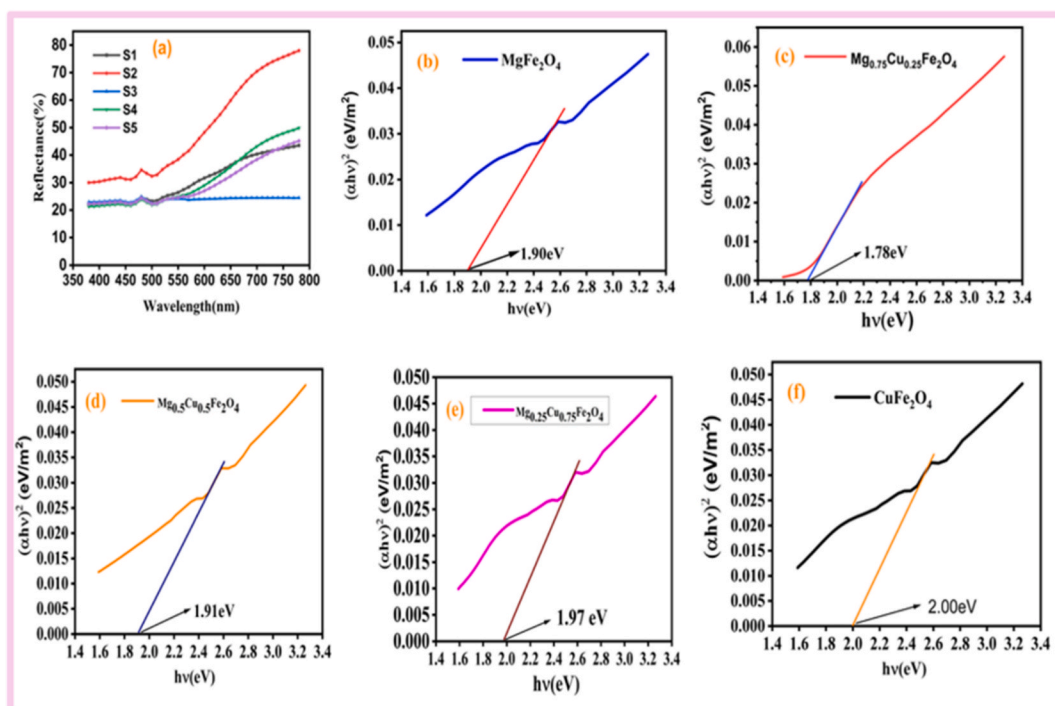 (a)
S1
S2
S3
S4
S5
Reflectance(%)
80
70
60
50
40
30
20
10
0
350 400 450 500 550 600 650 700 750 800
Wavelength(nm)
(b)
MgFe₂O₄
(αhν)² (eV/m²)
0.05
0.04
0.03
0.02
0.01
0.00
1.90eV
1.4 1.6 1.8 2.0 2.2 2.4 2.6 2.8 3.0 3.2 3.4
hν(eV)
(c)
Mg₀.₇₅Cu₀.₂₅Fe₂O₄
(αhν)² (eV/m²)
0.06
0.05
0.04
0.03
0.02
0.01
0.00
1.78eV
1.4 1.6 1.8 2.0 2.2 2.4 2.6 2.8 3.0 3.2 3.4
hν(eV)
(d)
Mg₀.₅Cu₀.₅Fe₂O₄
(αhν)² (eV/m²)
0.050
0.045
0.040
0.035
0.030
0.025
0.020
0.015
0.010
0.005
0.000
1.91eV
1.4 1.6 1.8 2.0 2.2 2.4 2.6 2.8 3.0 3.2 3.4
hν(eV)
(e)
Mg₀.₂₅Cu₀.₇₅Fe₂O₄
(αhν)² (eV/m²)
0.050
0.045
0.040
0.035
0.030
0.025
0.020
0.015
0.010
0.005
0.000
1.97 eV
1.4 1.6 1.8 2.0 2.2 2.4 2.6 2.8 3.0 3.2 3.4
hν(eV)
(f)
CuFe₂O₄
(αhν)² (eV/m²)
0.050
0.045
0.040
0.035
0.030
0.025
0.020
0.015
0.010
0.005
0.000
2.00eV
1.4 1.6 1.8 2.0 2.2 2.4 2.6 2.8 3.0 3.2 3.4
hν(eV)